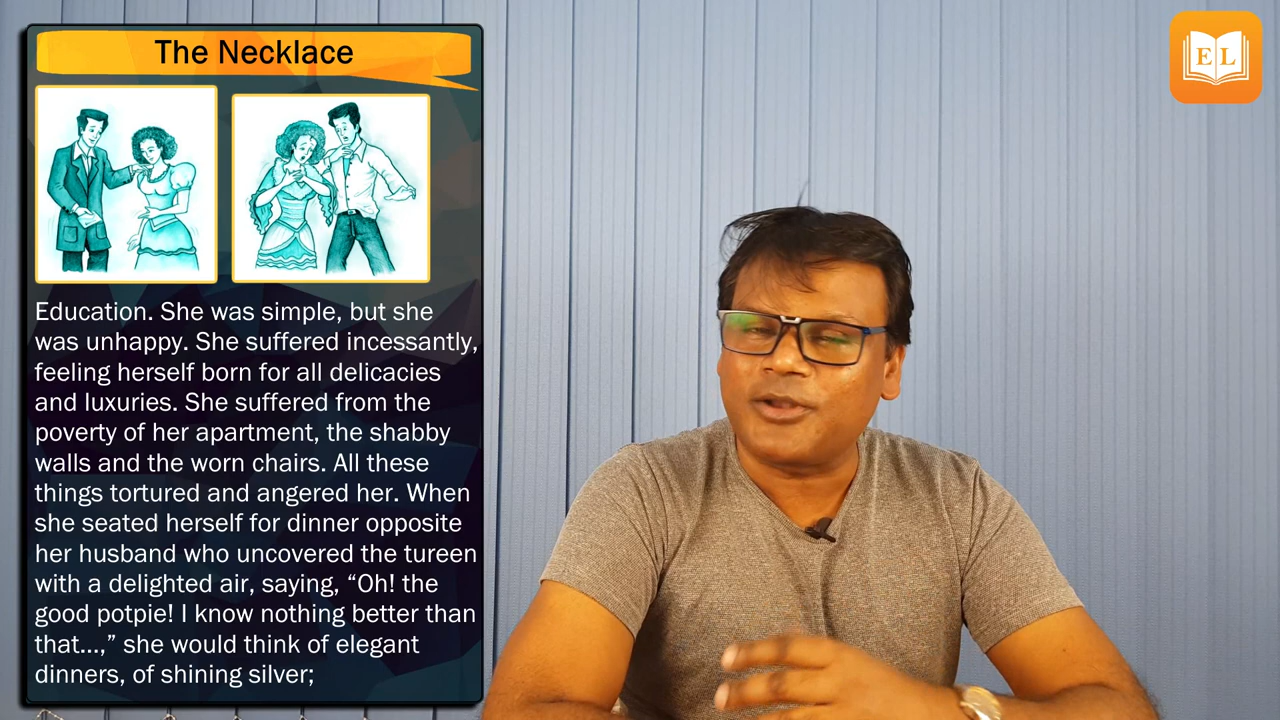 The Necklace
E L
Education. She was simple, but she
was unhappy. She suffered incessantly,
feeling herself born for all delicacies
and luxuries. She suffered from the
poverty of her apartment, the shabby
walls and the worn chairs. All these
things tortured and angered her. When
she seated herself for dinner opposite
her husband who uncovered the tureen
with a delighted air, saying, “Oh! the
good potpie! I know nothing better than
that...,” she would think of elegant
dinners, of shining silver;